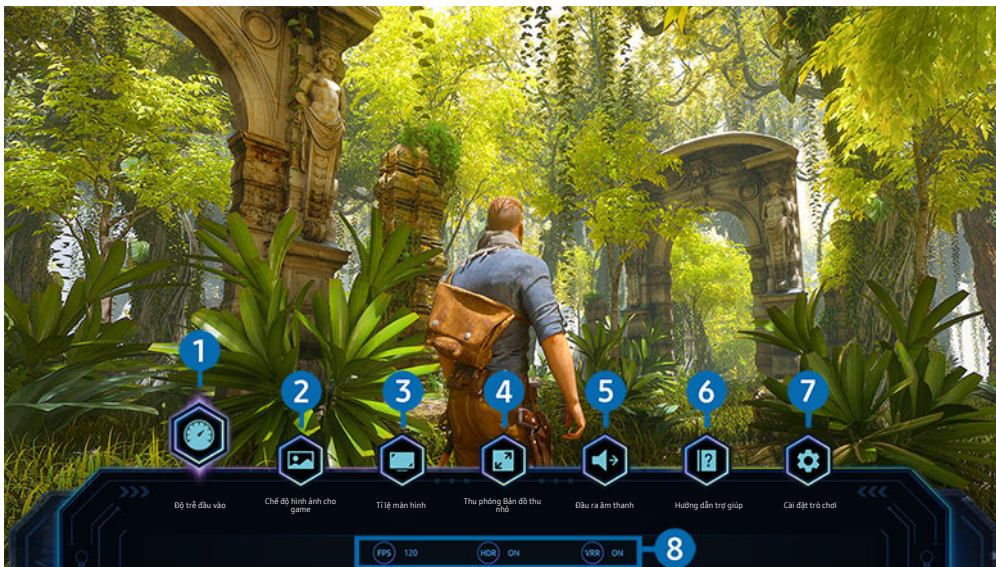 1
2
3
4
5
6
7
Độ trễ đầu vào
Chế độ hình ảnh cho
game
Tỉ lệ màn hình
Thu phóng Bản đồ thu
nhỏ
Đầu ra âm thanh
?
Hướng dẫn trợ giúp
Cài đặt trò chơi
FPS 120
HDR ON
VRR ON
8